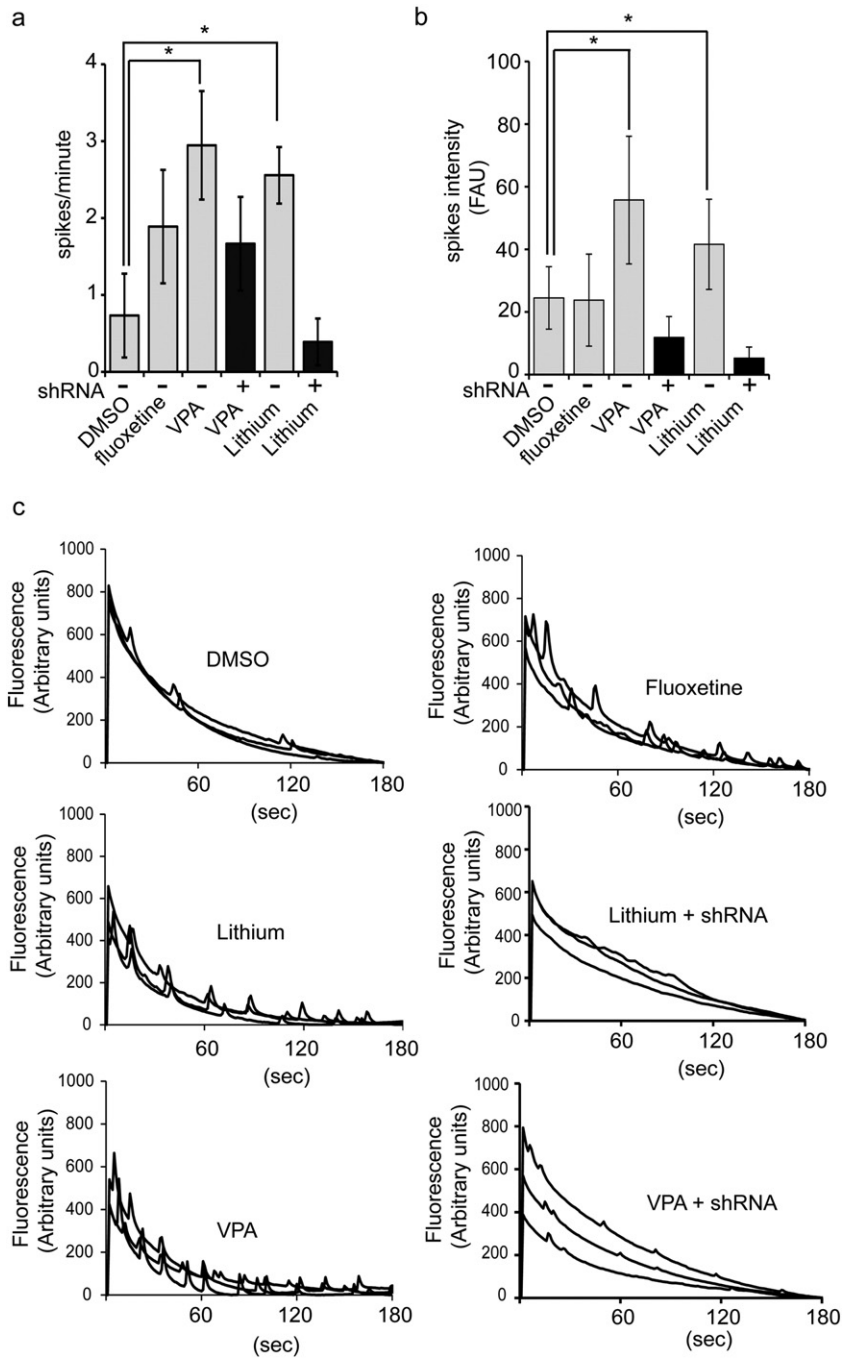 a
*
*
4
3
2
1
0
spikes/minute
shRNA - - - + - +
DMSO
fluoxetine
VPA
VPA
Lithium
Lithium
b
*
*
100
80
60
40
20
0
spikes intensity
(FAU)
shRNA - - - + - +
DMSO
fluoxetine
VPA
VPA
Lithium
Lithium
c
Fluorescence
(Arbitrary units)
1000
800
600
400
200
0
DMSO
60 120 180
(sec)
Fluorescence
(Arbitrary units)
1000
800
600
400
200
0
Fluoxetine
60 120 180
(sec)
Fluorescence
(Arbitrary units)
1000
800
600
400
200
0
Lithium
60 120 180
(sec)
Fluorescence
(Arbitrary units)
1000
800
600
400
200
0
Lithium + shRNA
60 120 180
(sec)
Fluorescence
(Arbitrary units)
1000
800
600
400
200
0
VPA
60 120 180
(sec)
Fluorescence
(Arbitrary units)
1000
800
600
400
200
0
VPA + shRNA
60 120 180
(sec)